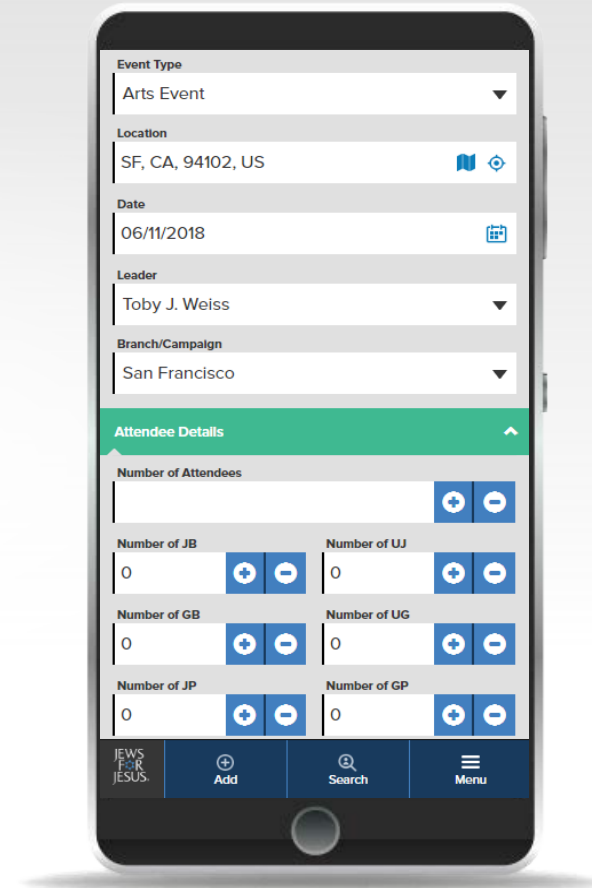 Event Type
Arts Event
Location
SF, CA, 94102, US
Date
06/11/2018
Leader
Toby J. Weiss
Branch/Campaign
San Francisco
Attendee Details
Number of Attendees
Number of JB Number of UJ
0 0
Number of GB Number of UG
0 0
Number of JP Number of GP
0 0
JEWS
FOR
JESUS.
Add Search Menu